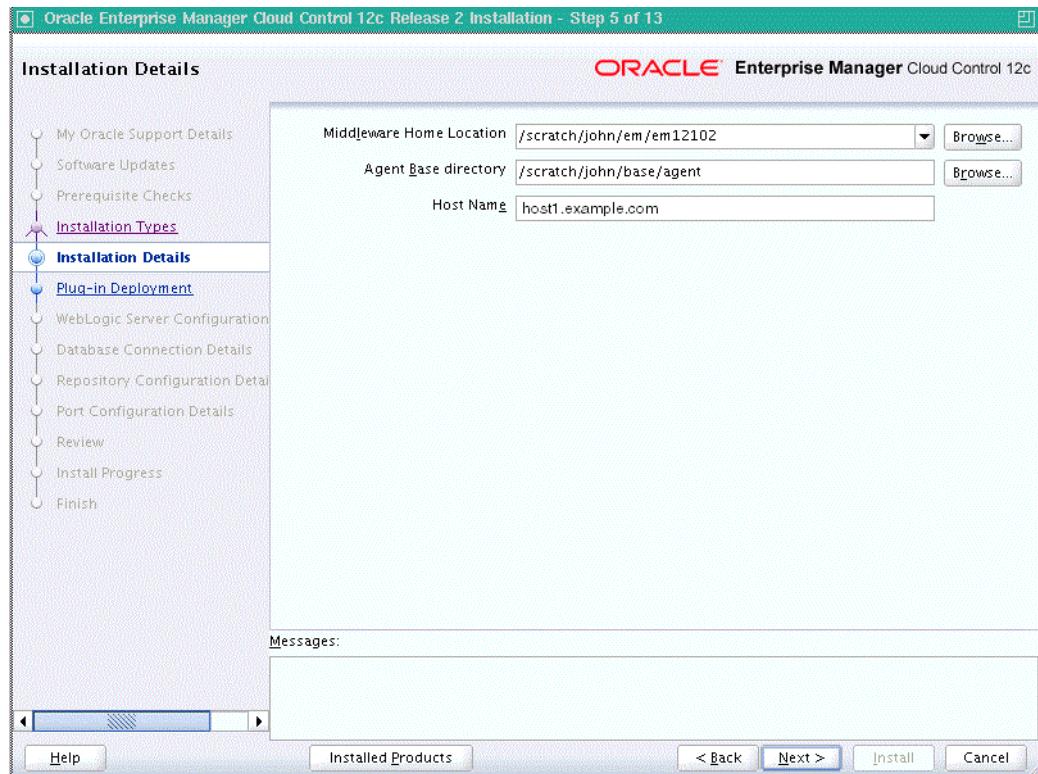 Oracle Enterprise Manager Cloud Control 12c Release 2 Installation - Step 5 of 13
Installation Details
ORACLE Enterprise Manager Cloud Control 12c
My Oracle Support Details
Software Updates
Prerequisite Checks
Installation Types
Installation Details
Plug-in Deployment
WebLogic Server Configuration
Database Connection Details
Repository Configuration Detai
Port Configuration Details
Review
Install Progress
Finish
Middleware Home Location /scratch/john/em/em12102 Browse...
Agent Base directory /scratch/john/base/agent Browse...
Host Name host1.example.com
Messages:
Help Installed Products < Back Next > Install Cancel